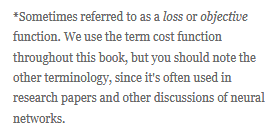 *Sometimes referred to as a loss or objective
function. We use the term cost function
throughout this book, but you should note the
other terminology, since it's often used in
research papers and other discussions of neural
networks.